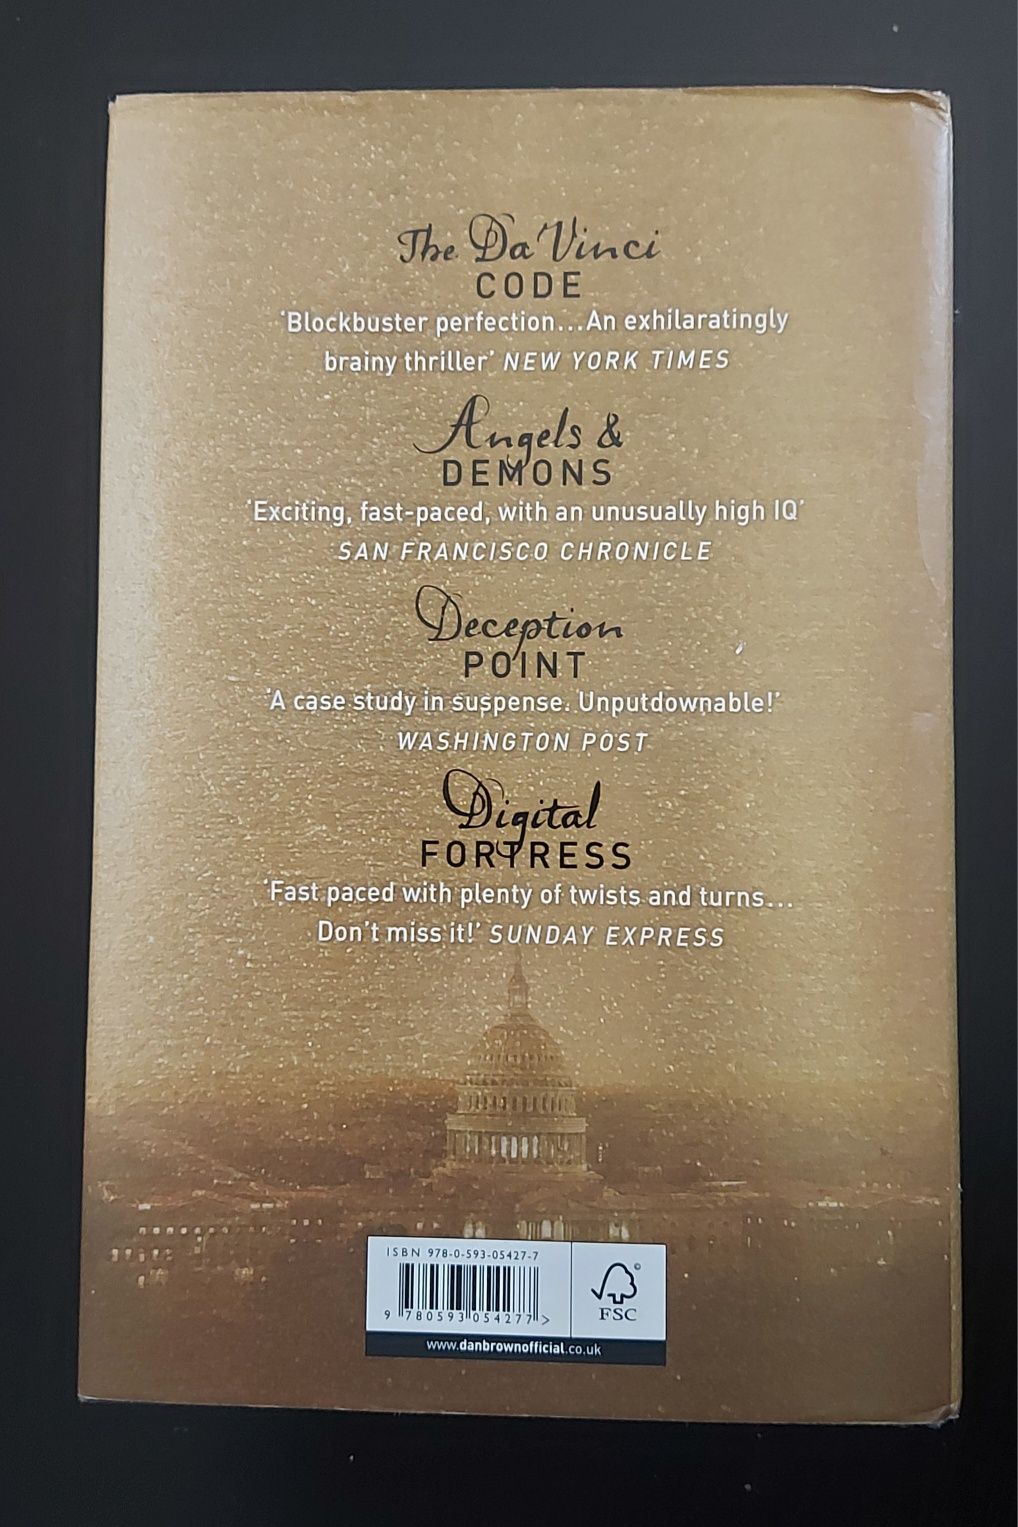 The Da Vinci
CODE
‘Blockbuster perfection...An exhilaratingly
brainy thriller’ NEW YORK TIMES
Angels &
DEMONS
‘Exciting, fast-paced, with an unusually high IQ’
SAN FRANCISCO CHRONICLE
Deception
POINT
‘A case study in suspense. Unputdownable!’
WASHINGTON POST
Digital
FORTRESS
‘Fast paced with plenty of twists and turns...
Don’t miss it!’ SUNDAY EXPRESS
ISBN 978-0-593-05427-7
9 780593 054277 >
©
FSC
www.danbrownofficial.co.uk